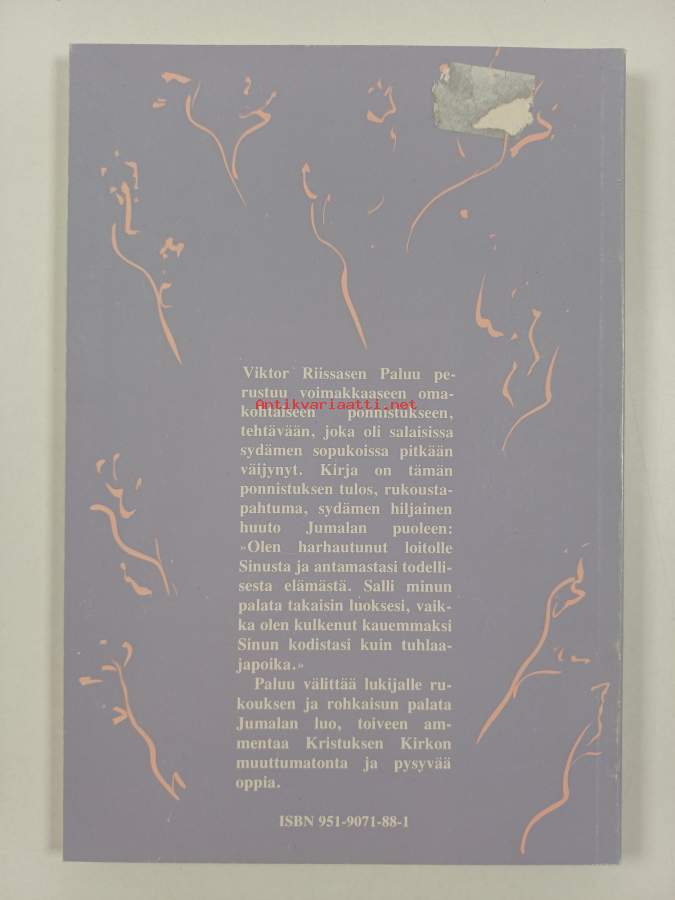 Viktor Riissasen Paluu pe-
rustuu voimakkaaseen oma-
Antikvariaatti.net
kohtaiseen ponnistukseen,
tehtävään, joka oli salaisissa
sydämen sopukoissa pitkään
väijynyt. Kirja on tämän
ponnistuksen tulos, rukousta-
pahtuma, sydämen hiljainen
huuto Jumalan puoleen:
»Olen harhautunut loitolle
Sinusta ja antamastasi todelli-
sesta elämästä. Salli minun
palata takaisin luoksesi, vaik-
ka olen kulkenut kauemmaksi
Sinun kodistasi kuin tuhlaa-
japoika.»
Paluu välittää lukijalle ru-
kouksen ja rohkaisun palata
Jumalan luo, toiveen am-
mentaa Kristuksen Kirkon
muuttumatonta ja pysyvää
oppia.
ISBN 951-9071-88-1